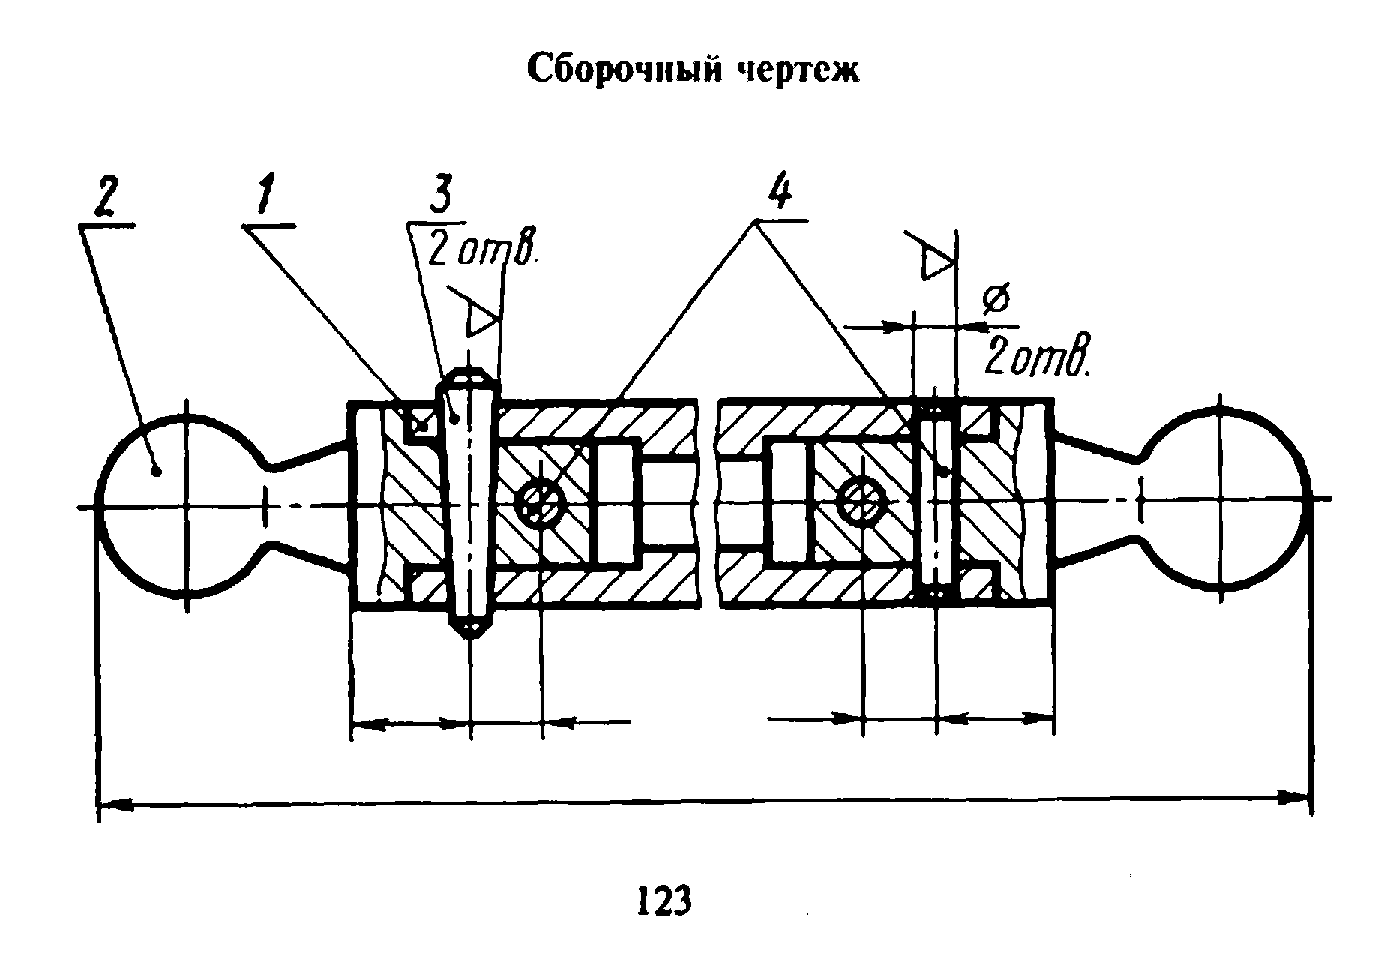 Сборочный чертеж
2 1 3 4
2 отв.
⌀
2 отв.
123